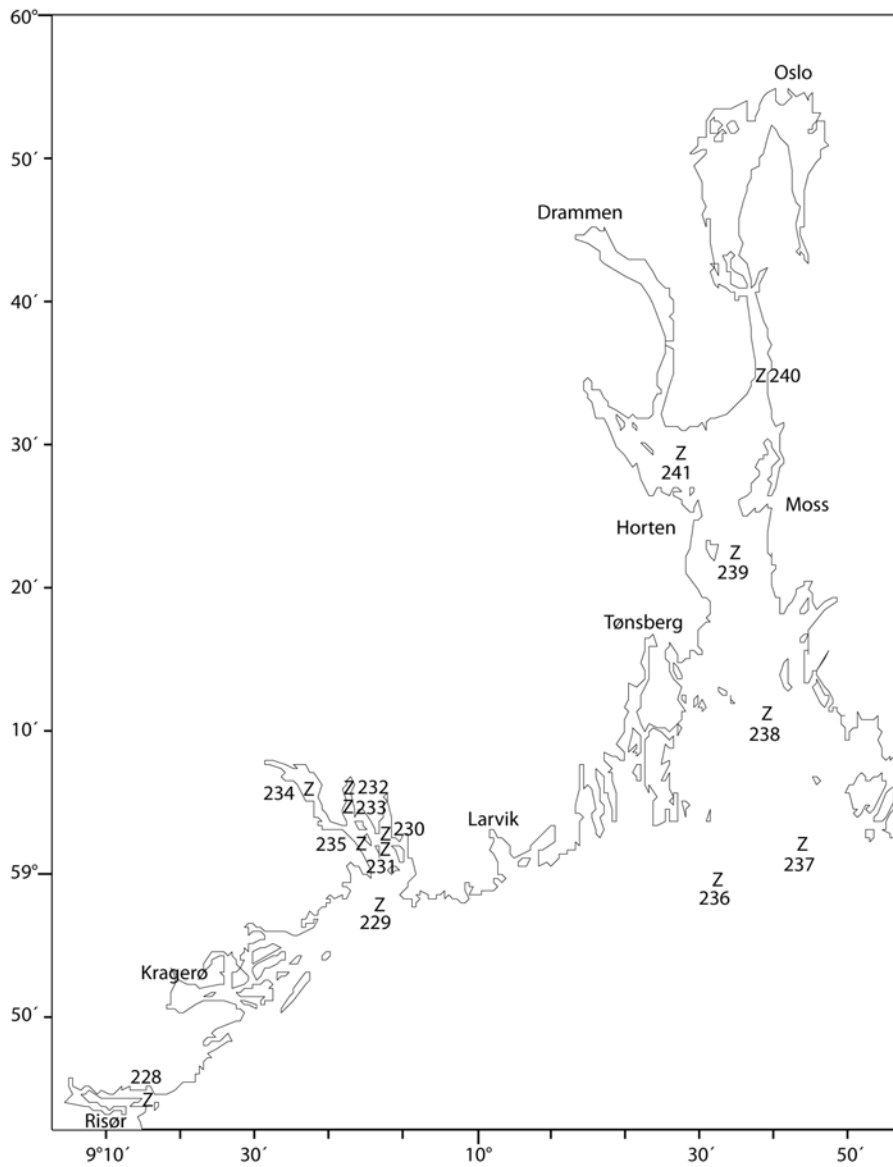 60°
Oslo
50´
Drammen
40´
Z 240
30´
Z
241
Moss
Horten
Z
239
20´
Tønsberg
Z
238
10´
234 Z
Z 232
Z 233
Z 230
235 Z
Z
231
Larvik
Z
237
59°
Z
236
Z
229
Kragerø
50´
228
Z
Risør
9°10´ 30´ 10° 30´ 50´